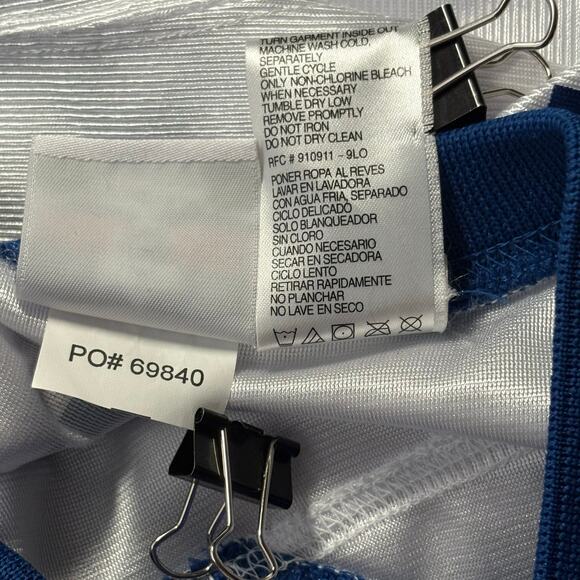 TURN GARMENT INSIDE OUT
MACHINE WASH COLD,
SEPARATELY
GENTLE CYCLE
ONLY NON-CHLORINE BLEACH
WHEN NECESSARY
TUMBLE DRY LOW
REMOVE PROMPTLY
DO NOT IRON
DO NOT DRY CLEAN
RFC # 910911 - 9LO
PONER ROPA AL REVES
LAVAR EN LAVADORA
CON AGUA FRIA, SEPARADO
CICLO DELICADO
SOLO BLANQUEADOR
SIN CLORO
CUANDO NECESARIO
SECAR EN SECADORA
CICLO LENTO
RETIRAR RAPIDAMENTE
NO PLANCHAR
NO LAVE EN SECO
PO# 69840